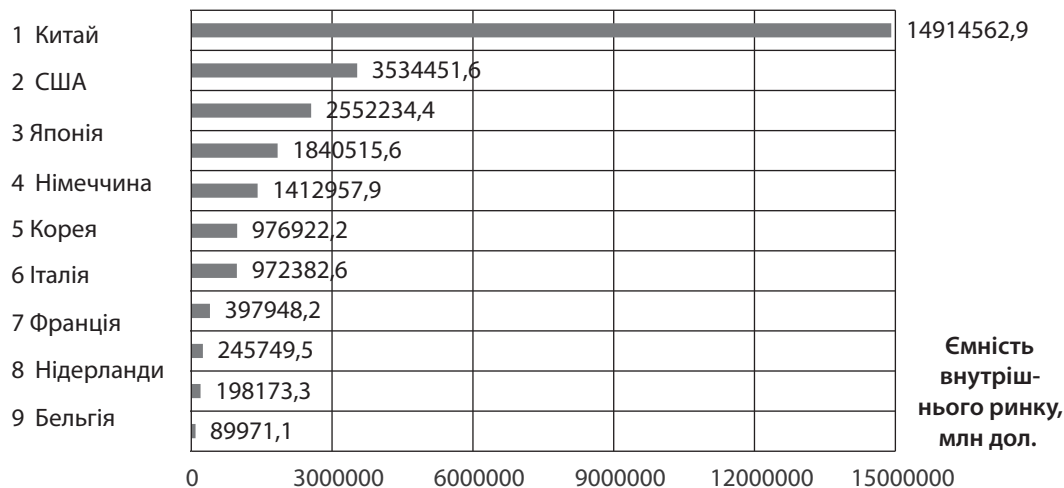 1 Китай
14914562,9
2 США
3534451,6
2552234,4
3 Японія
1840515,6
4 Німеччина
1412957,9
5 Корея
976922,2
6 Італія
972382,6
7 Франція
397948,2
8 Нідерланди
245749,5
9 Бельгія
198173,3
89971,1
Ємність
внутріш-
нього ринку,
млн дол.
0 3000000 6000000 9000000 12000000 15000000